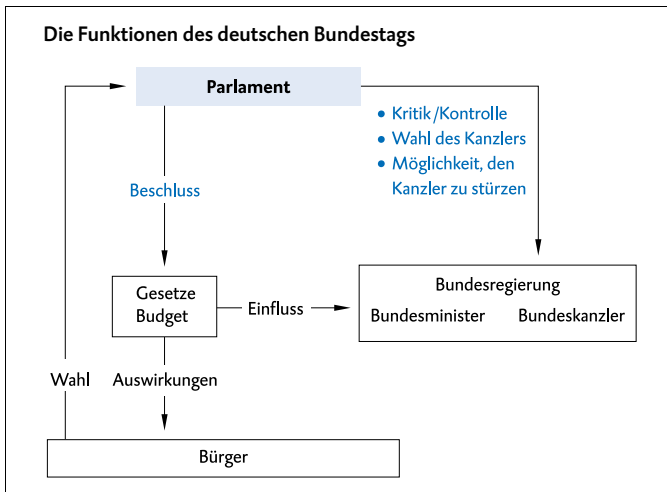 Die Funktionen des deutschen Bundestags
Parlament
• Kritik/Kontrolle
• Wahl des Kanzlers
• Möglichkeit, den
Kanzler zu stürzen
Beschluss
Gesetze
Budget
Einfluss
Bundesregierung
Bundesminister Bundeskanzler
Wahl
Auswirkungen
Bürger